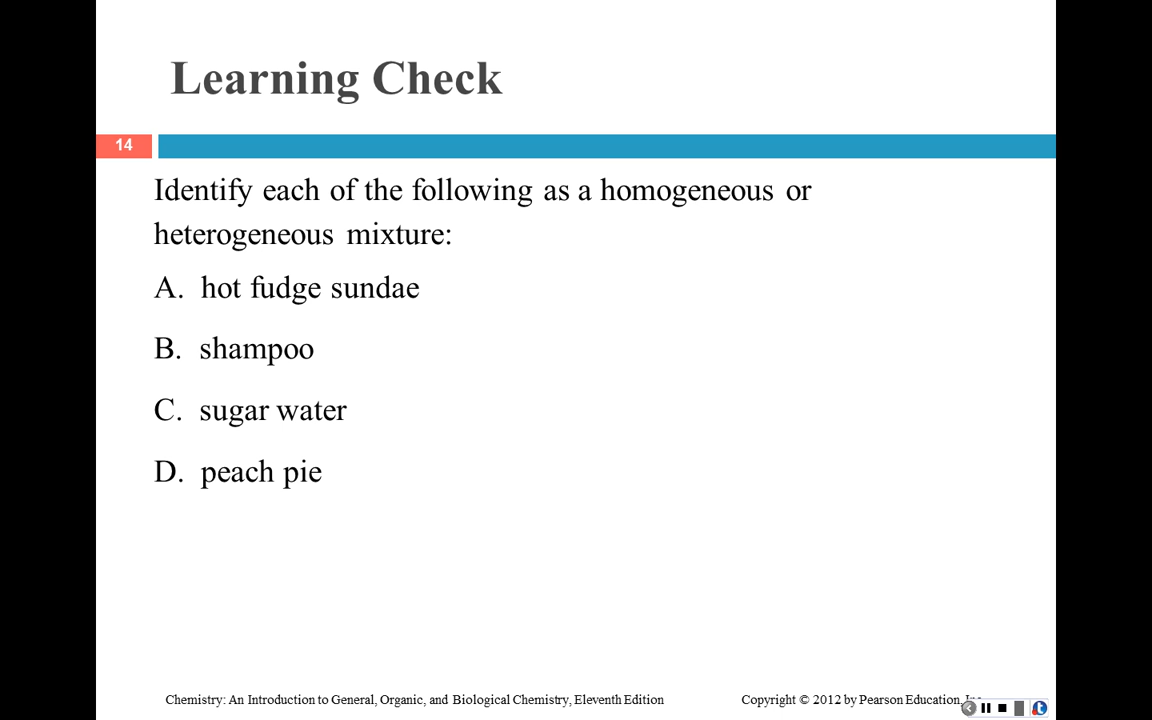 Learning Check
14
Identify each of the following as a homogeneous or
heterogeneous mixture:
A. hot fudge sundae
B. shampoo
C. sugar water
D. peach pie
Chemistry: An Introduction to General, Organic, and Biological Chemistry, Eleventh Edition
Copyright © 2012 by Pearson Education,